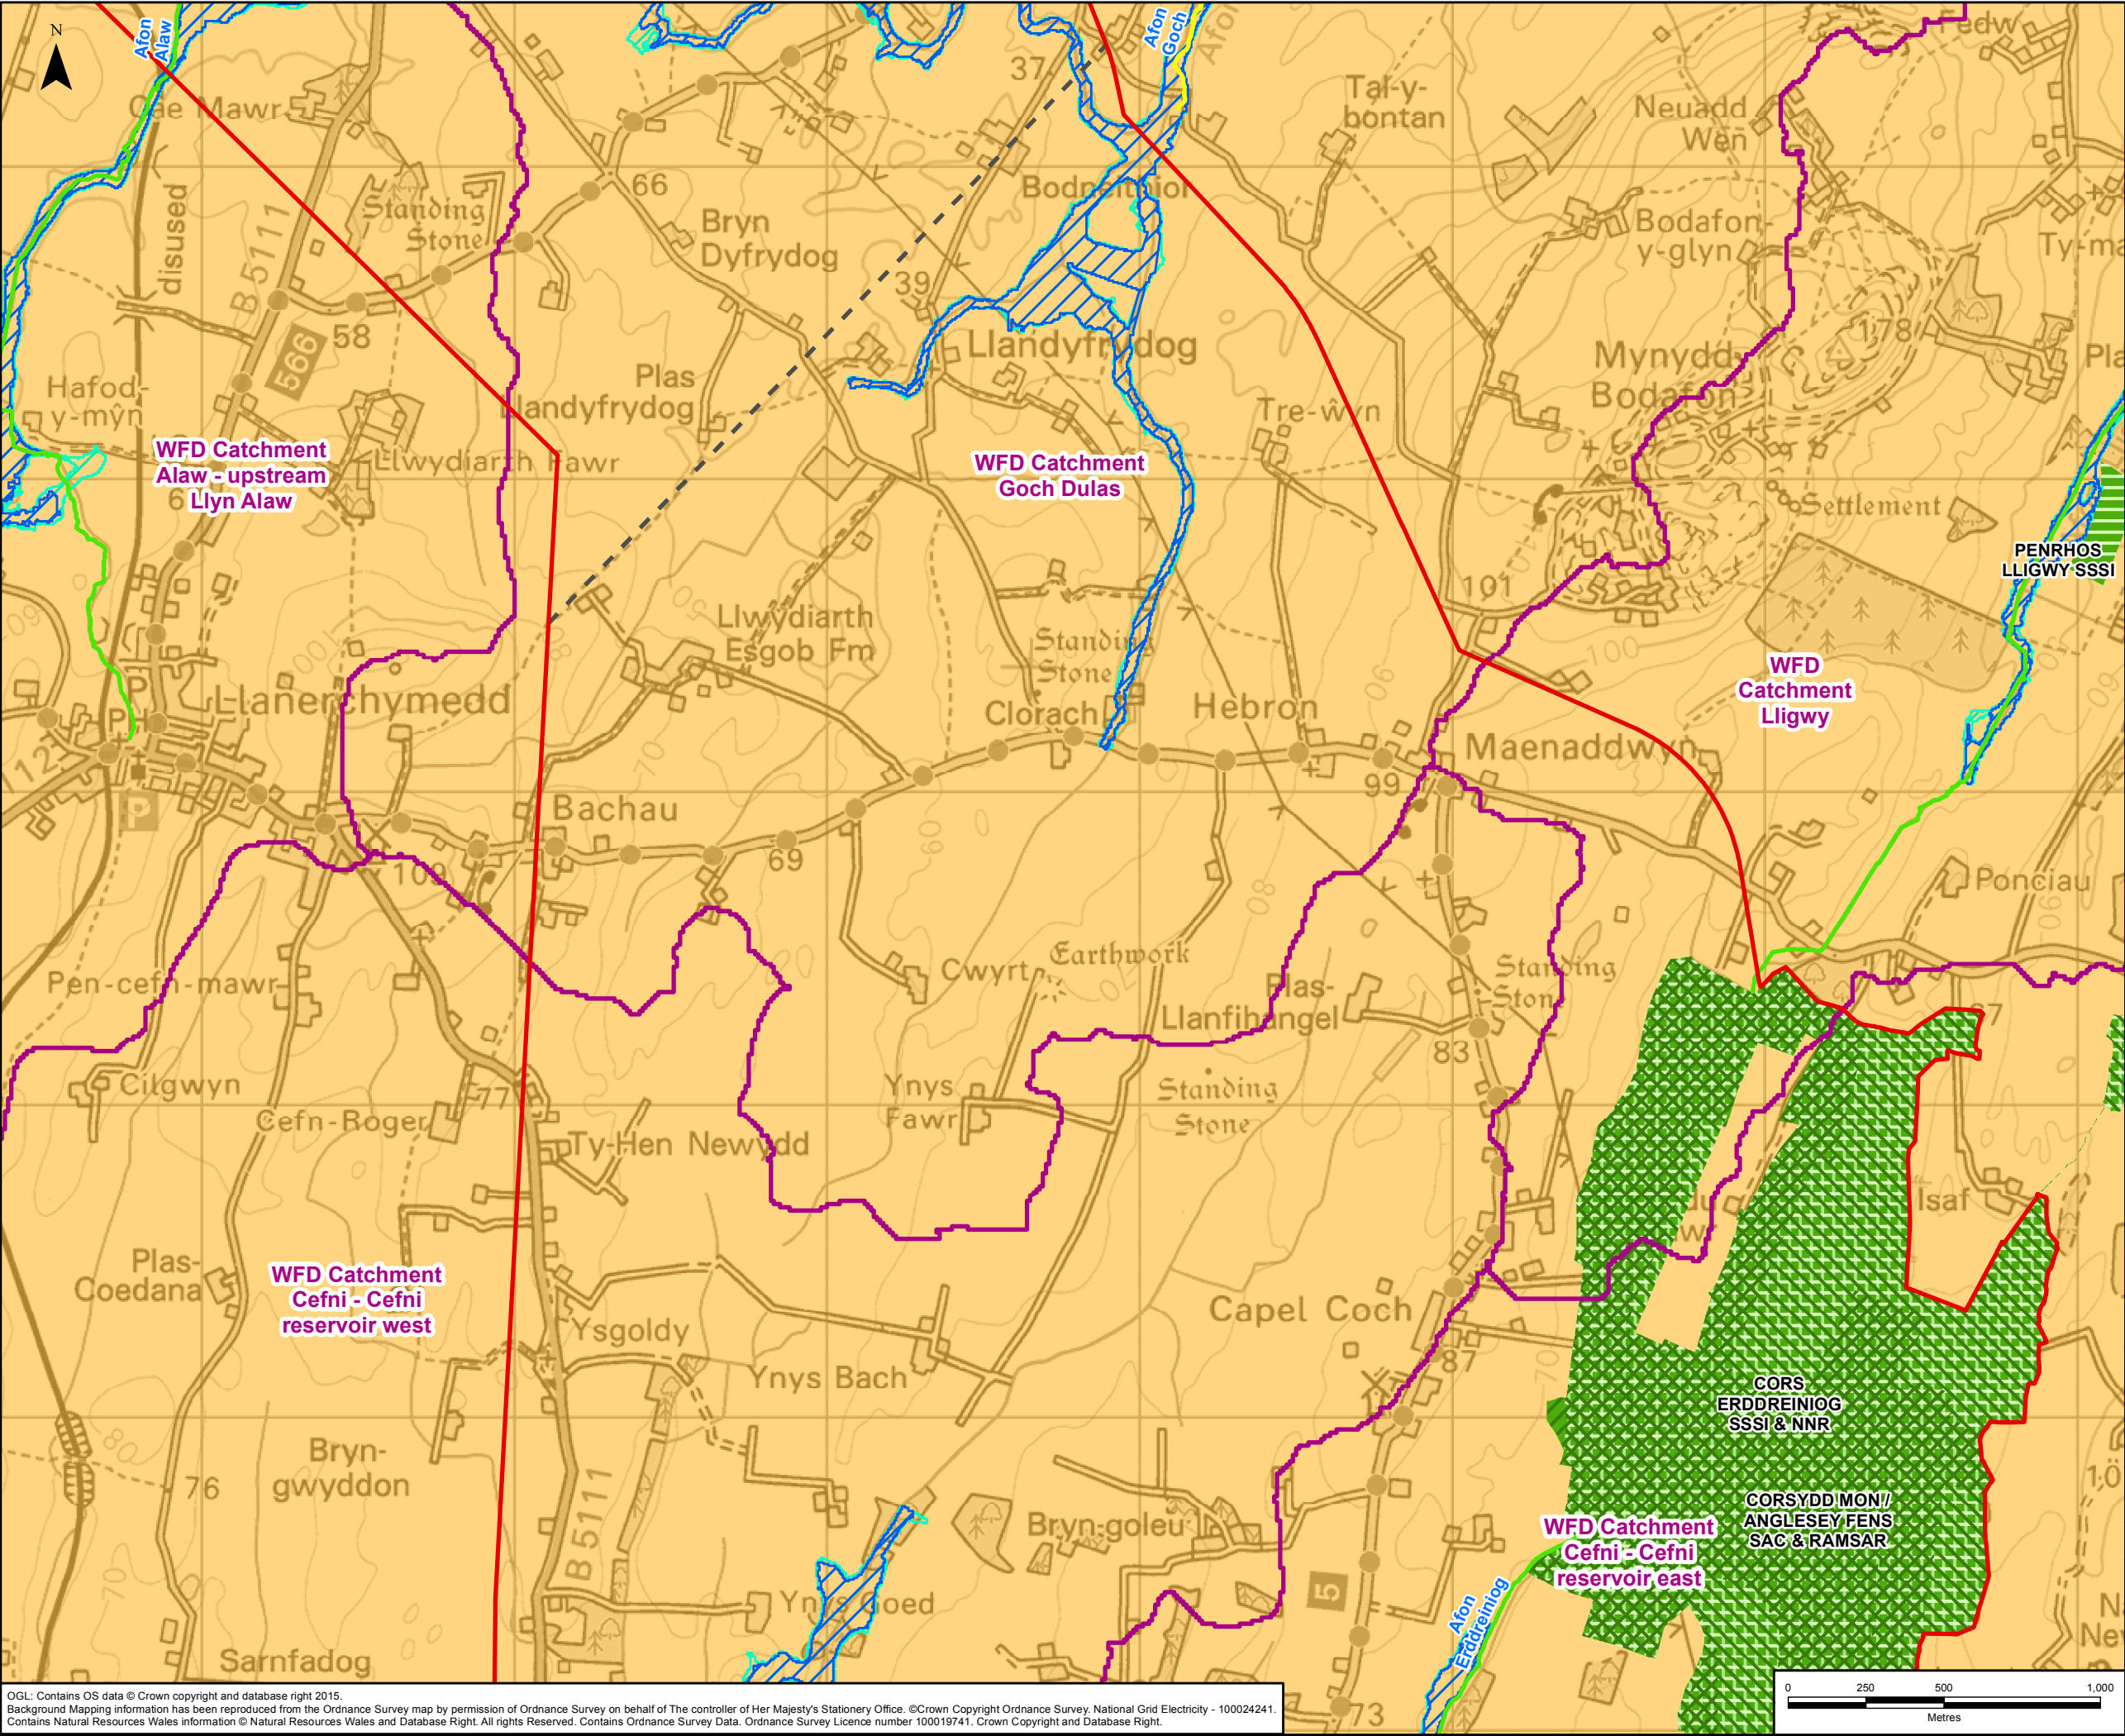 N
Afon
Alaw
Afon
Goch
Afon
Fedw
Cae Mawr
37
Tal-y-
bontan
Neuadd
Wen
disused
B 5111
Standing
Stone
66
Bryn
Dyfrydog
Bodneithior
Bodafon-
y-glyn
Ty-ma
39
58
566
178
Hafod-
y-mŷn
Plas
Llandyfrydog
Llandyfrydog
Tre-wyn
Mynydd
Bodafon
Pla
Llwydiarth Fawr
WFD Catchment
Alaw - upstream
Llyn Alaw
WFD Catchment
Goch Dulas
Settlement
PENRHOS
LLIGWY SSSI
101
100
Llwydiarth
Esgob Fm
Standing
Stone
WFD
Catchment
Lligwy
Llanerchymedd
PH
Clorach
Hebron
Maenaddwyn
99
Bachau
69
109
Ponciau
Pen-cefn-mawr
Cwyrt
Earthwork
Plas-
Llanfihangel
Standing
Ston
67
83
Cilgwyn
Cefn-Roger
77
Ynys
Fawr
Standing
Stone
Ty-Hen Newydd
Isaf
Plas-
Coedana
WFD Catchment
Cefni - Cefni
reservoir west
Ysgoldy
Capel Coch
Ynys Bach
87
CORS
ERDDREINIOG
SSSI & NNR
Bryn-
gwyddon
76
B 5111
Bryn-goleu
CORSYDD MON /
ANGLESEY FENS
SAC & RAMSAR
WFD Catchment
Cefni - Cefni
reservoir east
5
Ynys Goed
Afon
Erddreiniog
Sarnfadog
73
OGL: Contains OS data © Crown copyright and database right 2015.
Background Mapping information has been reproduced from the Ordnance Survey map by permission of Ordnance Survey on behalf of The controller of Her Majesty's Stationery Office. ©Crown Copyright Ordnance Survey. National Grid Electricity - 100024241.
Contains Natural Resources Wales information © Natural Resources Wales and Database Right. All rights Reserved. Contains Ordnance Survey Data. Ordnance Survey Licence number 100019741. Crown Copyright and Database Right.
0 250 500 1,000
Metres